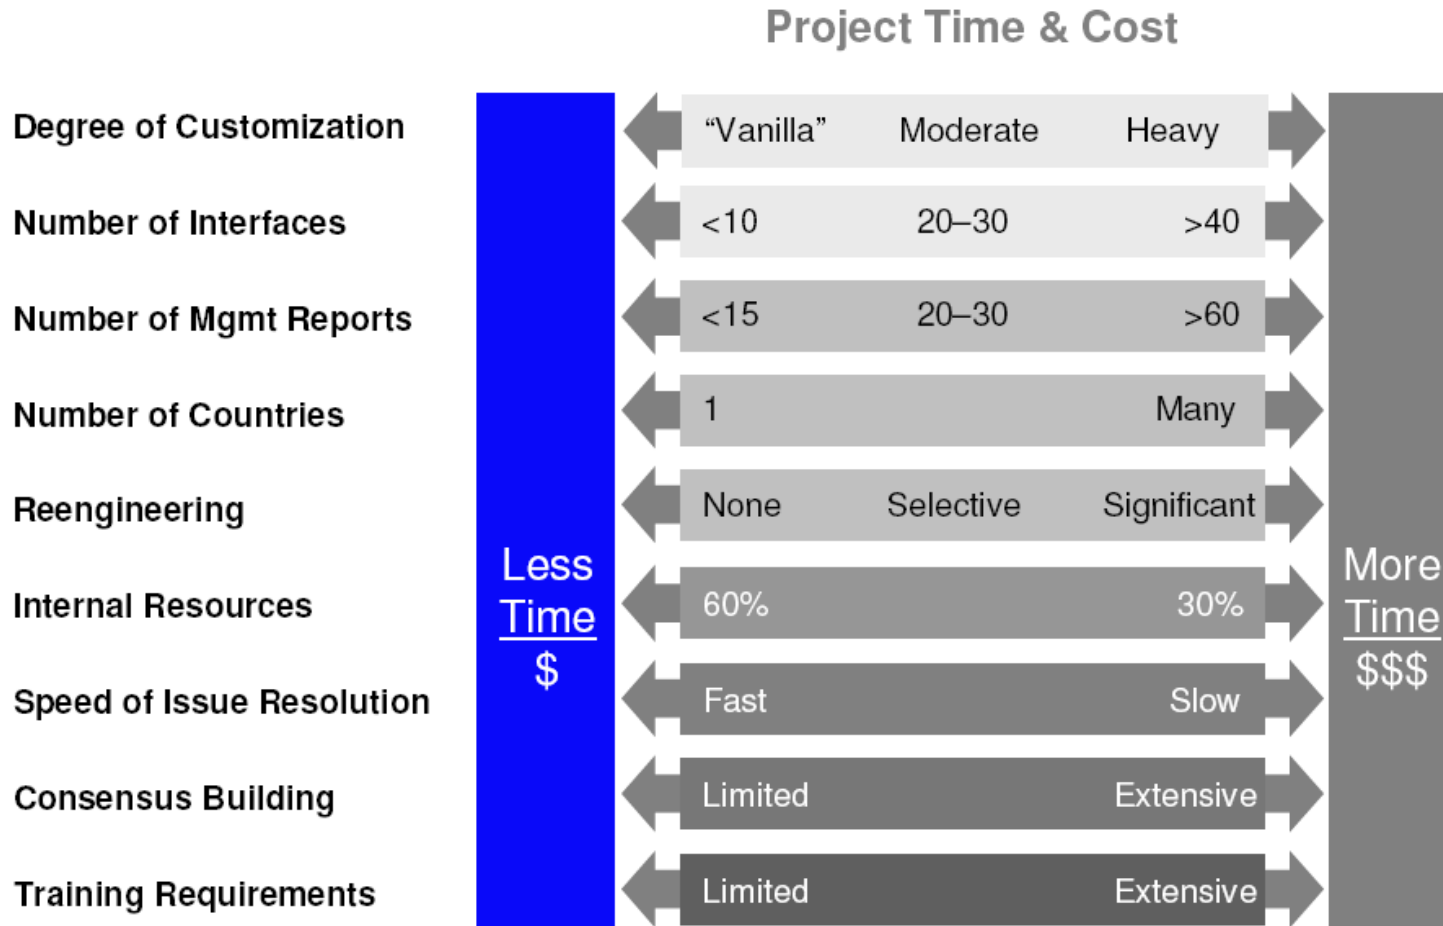 Project Time & Cost
Degree of Customization
“Vanilla” Moderate Heavy
Number of Interfaces
<10 20–30 >40
Number of Mgmt Reports
<15 20–30 >60
Number of Countries
1 Many
Reengineering
None Selective Significant
Internal Resources
60% 30%
Speed of Issue Resolution
Fast Slow
Consensus Building
Limited Extensive
Training Requirements
Limited Extensive
Less
Time
$
More
Time
$$$